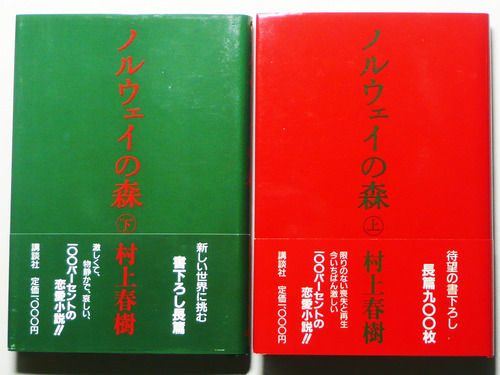 ノルウェイの森
下
村上春樹
新しい世界に挑む
書下ろし長篇
激しくて、
物静かで、哀しい、
一〇〇パーセントの
恋愛小説!!
講談社 定価一、〇〇〇円
ノルウェイの森
上
村上春樹
待望の書下ろし
長篇九〇〇枚
限りのない喪失と再生
今いちばん激しい
一〇〇パーセントの
恋愛小説!!
講談社 定価一、〇〇〇円